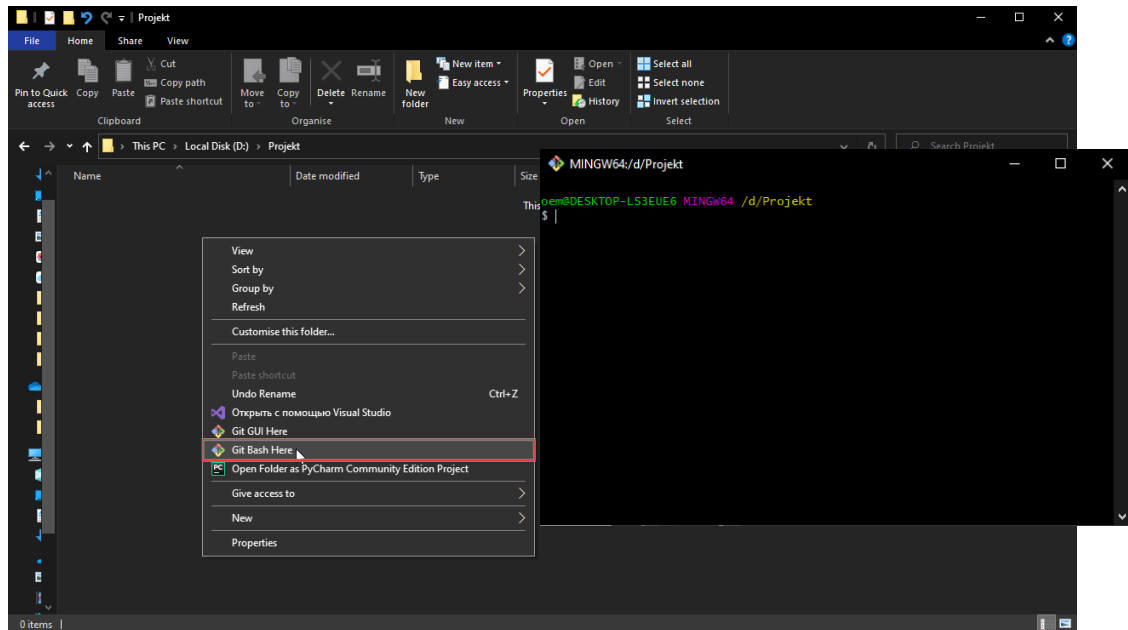 Projekt
File Home Share View
Pin to Quick access
Copy
Paste
Cut
Copy path
Paste shortcut
Clipboard
Move to
Copy to
Delete
Rename
Organise
New folder
New item
Easy access
New
Properties
Open
Edit
History
Open
Select all
Select none
Invert selection
Select
This PC > Local Disk (D:) > Projekt
Search Projekt
Name Date modified Type Size
This
View
Sort by
Group by
Refresh
Customise this folder...
Paste
Paste shortcut
Undo Rename Ctrl+Z
Открыть с помощью Visual Studio
Git GUI Here
Git Bash Here
Open Folder as PyCharm Community Edition Project
Give access to
New
Properties
0 items
MINGW64:/d/Projekt
oem@DESKTOP-LS3EUE6 MINGW64 /d/Projekt
$